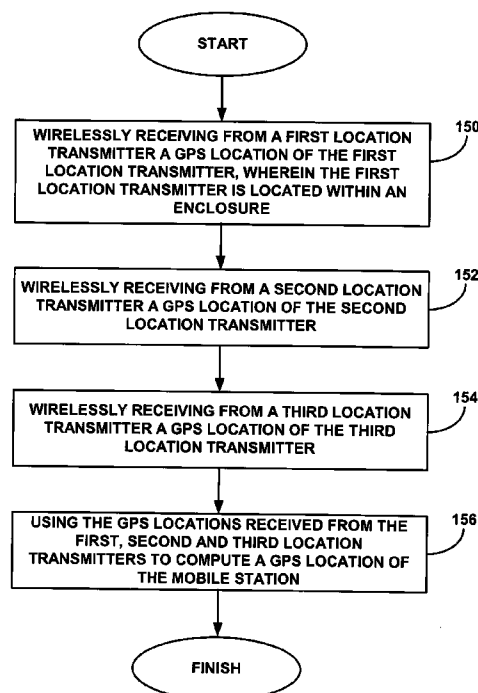 START
WIRELESSLY RECEIVING FROM A FIRST LOCATION
TRANSMITTER A GPS LOCATION OF THE FIRST
LOCATION TRANSMITTER, WHEREIN THE FIRST
LOCATION TRANSMITTER IS LOCATED WITHIN AN
ENCLOSURE
150
WIRELESSLY RECEIVING FROM A SECOND LOCATION
TRANSMITTER A GPS LOCATION OF THE SECOND
LOCATION TRANSMITTER
152
WIRELESSLY RECEIVING FROM A THIRD LOCATION
TRANSMITTER A GPS LOCATION OF THE THIRD
LOCATION TRANSMITTER
154
USING THE GPS LOCATIONS RECEIVED FROM THE
FIRST, SECOND AND THIRD LOCATION
TRANSMITTERS TO COMPUTE A GPS LOCATION OF
THE MOBILE STATION
156
FINISH